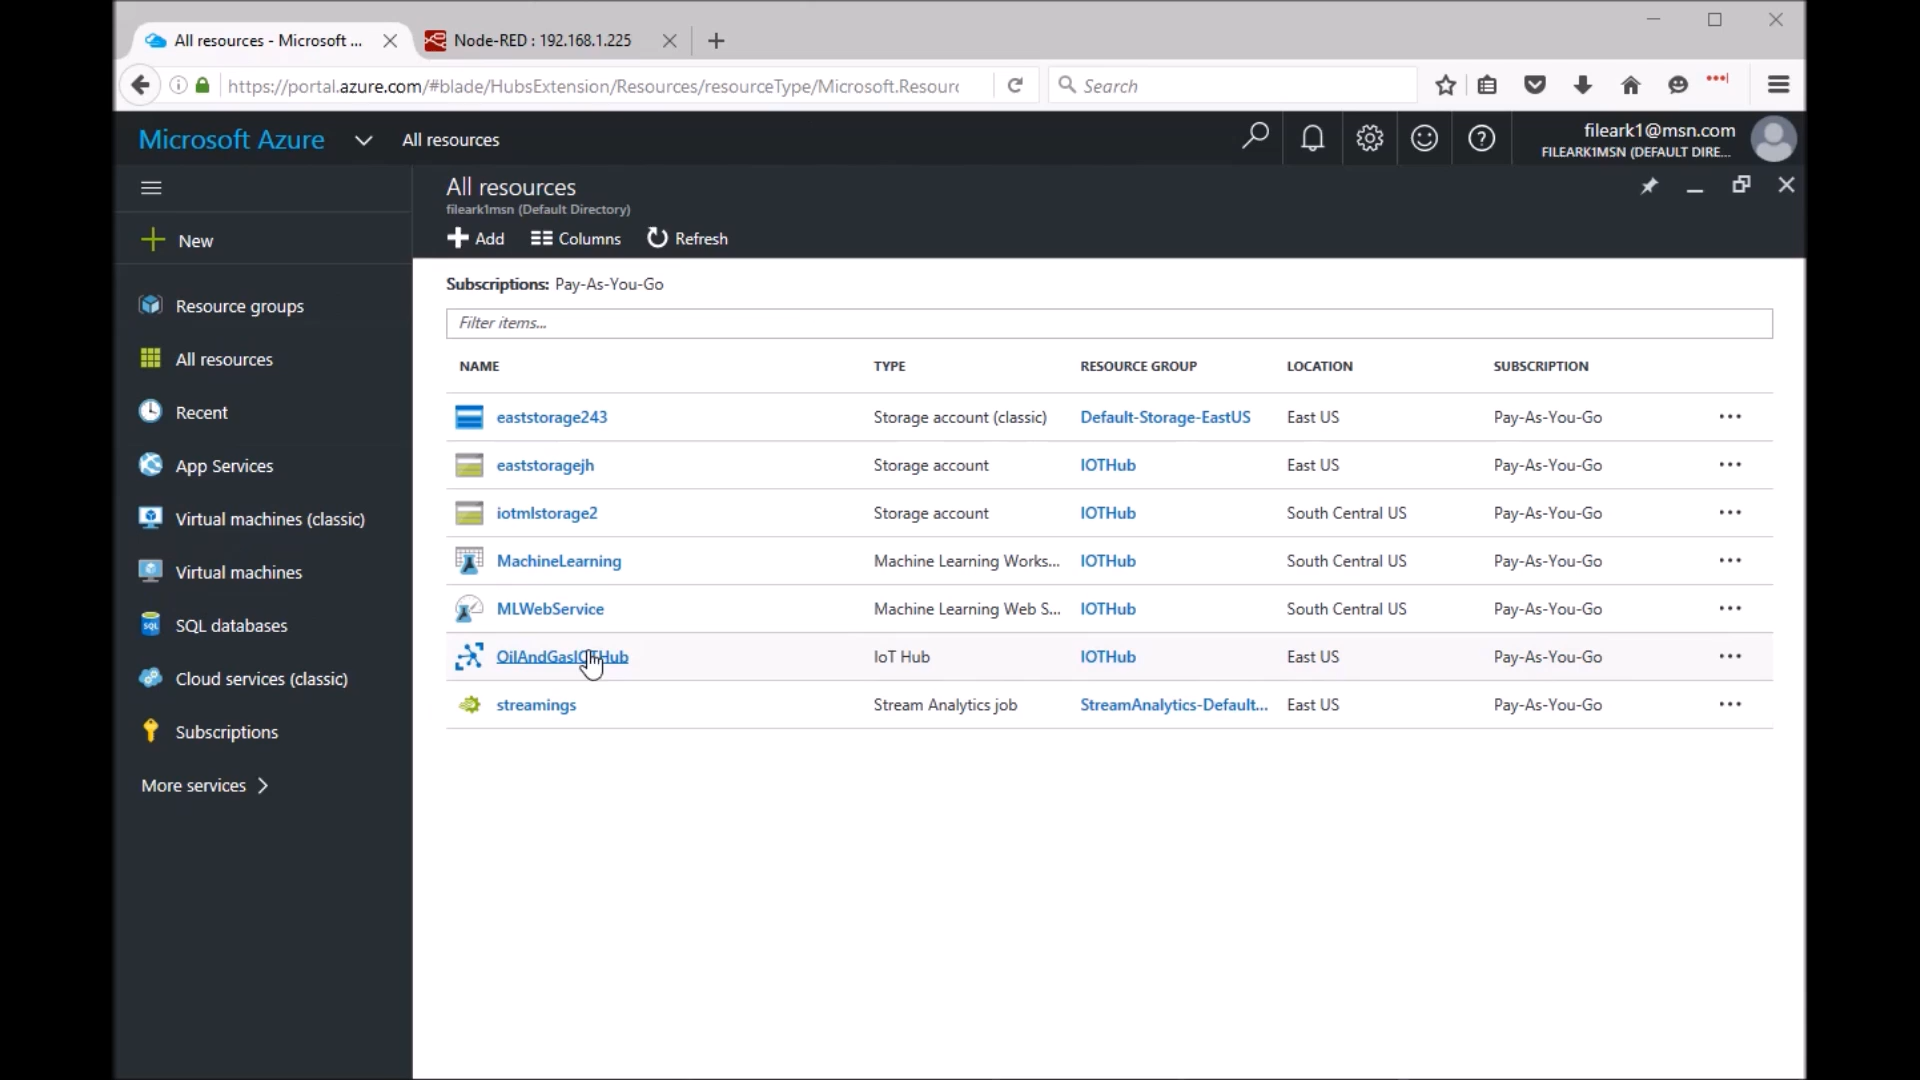 All resources - Microsoft ...
Node-RED : 192.168.1.225
https://portal.azure.com/#blade/HubsExtension/Resources/resourceType/Microsoft.Resourc
Search
Microsoft Azure
All resources
fileark1@msn.com
FILEARK1MSN (DEFAULT DIRE...
All resources
fileark1msn (Default Directory)
Add
Columns
Refresh
New
Resource groups
All resources
Recent
App Services
Virtual machines (classic)
Virtual machines
SQL databases
Cloud services (classic)
Subscriptions
More services
Subscriptions: Pay-As-You-Go
Filter items...
NAME TYPE RESOURCE GROUP LOCATION SUBSCRIPTION
eaststorage243 Storage account (classic) Default-Storage-EastUS East US Pay-As-You-Go ...
eaststoragejh Storage account IOTHub East US Pay-As-You-Go ...
iotmlstorage2 Storage account IOTHub South Central US Pay-As-You-Go ...
MachineLearning Machine Learning Works... IOTHub South Central US Pay-As-You-Go ...
MLWebService Machine Learning Web S... IOTHub South Central US Pay-As-You-Go ...
OilAndGasIOTHub IoT Hub IOTHub East US Pay-As-You-Go ...
streamings Stream Analytics job StreamAnalytics-Default... East US Pay-As-You-Go ...